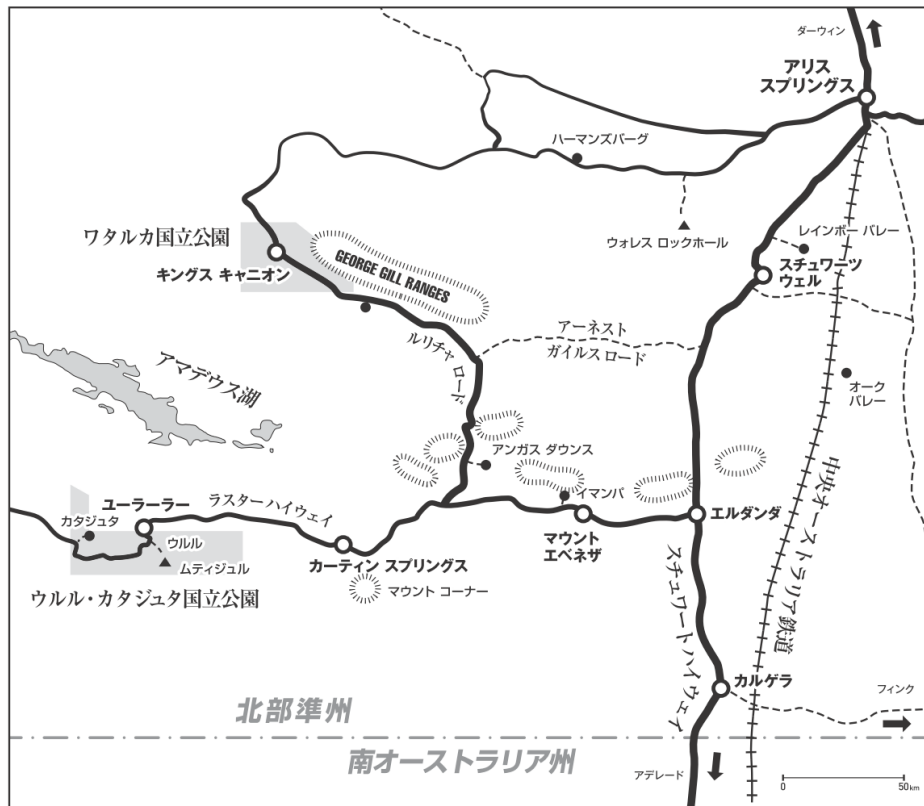 ダーウィン
アリス
スプリングス
ハーマンズバーグ
ワタルカ国立公園
ウォレス ロックホール
レインボー バレー
キングス キャニオン
GEORGE GILL RANGES
スチュワーツ
ウェル
アーネスト
ガイルス ロード
ルリチャ ロード
アマデウス湖
オーク
バレー
アンガス ダウンス
イマンパ
ユーラーラー
ラスターハイウェイ
カタジュタ
ウルル
ムティジュル
カーティン スプリングス
マウント
エベネザ
エルダンダ
マウント コーナー
ウルル・カタジュタ国立公園
スチュワートハイウェイ
中央オーストラリア鉄道
カルゲラ
フィンク
北部準州
南オーストラリア州
アデレード
0
50km